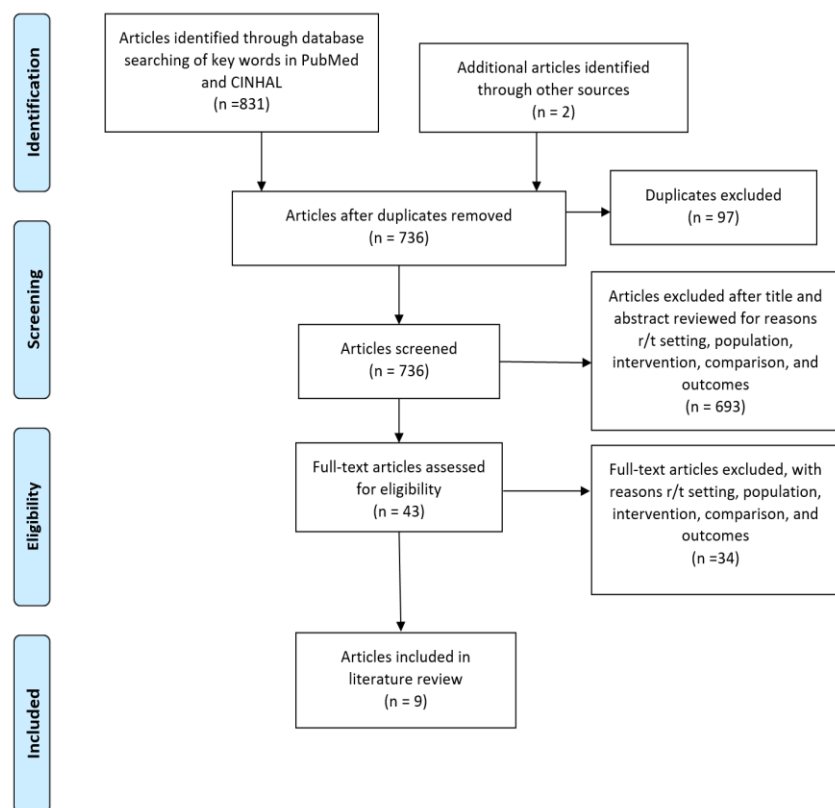 Identification
Articles identified through database
searching of key words in PubMed
and CINHAL
(n =831)
Additional articles identified
through other sources
(n = 2)
Articles after duplicates removed
(n = 736)
Duplicates excluded
(n = 97)
Screening
Articles screened
(n = 736)
Articles excluded after title and
abstract reviewed for reasons
r/t setting, population,
intervention, comparison, and
outcomes
(n = 693)
Eligibility
Full-text articles assessed
for eligibility
(n = 43)
Full-text articles excluded, with
reasons r/t setting, population,
intervention, comparison, and
outcomes
(n =34)
Included
Articles included in
literature review
(n = 9)